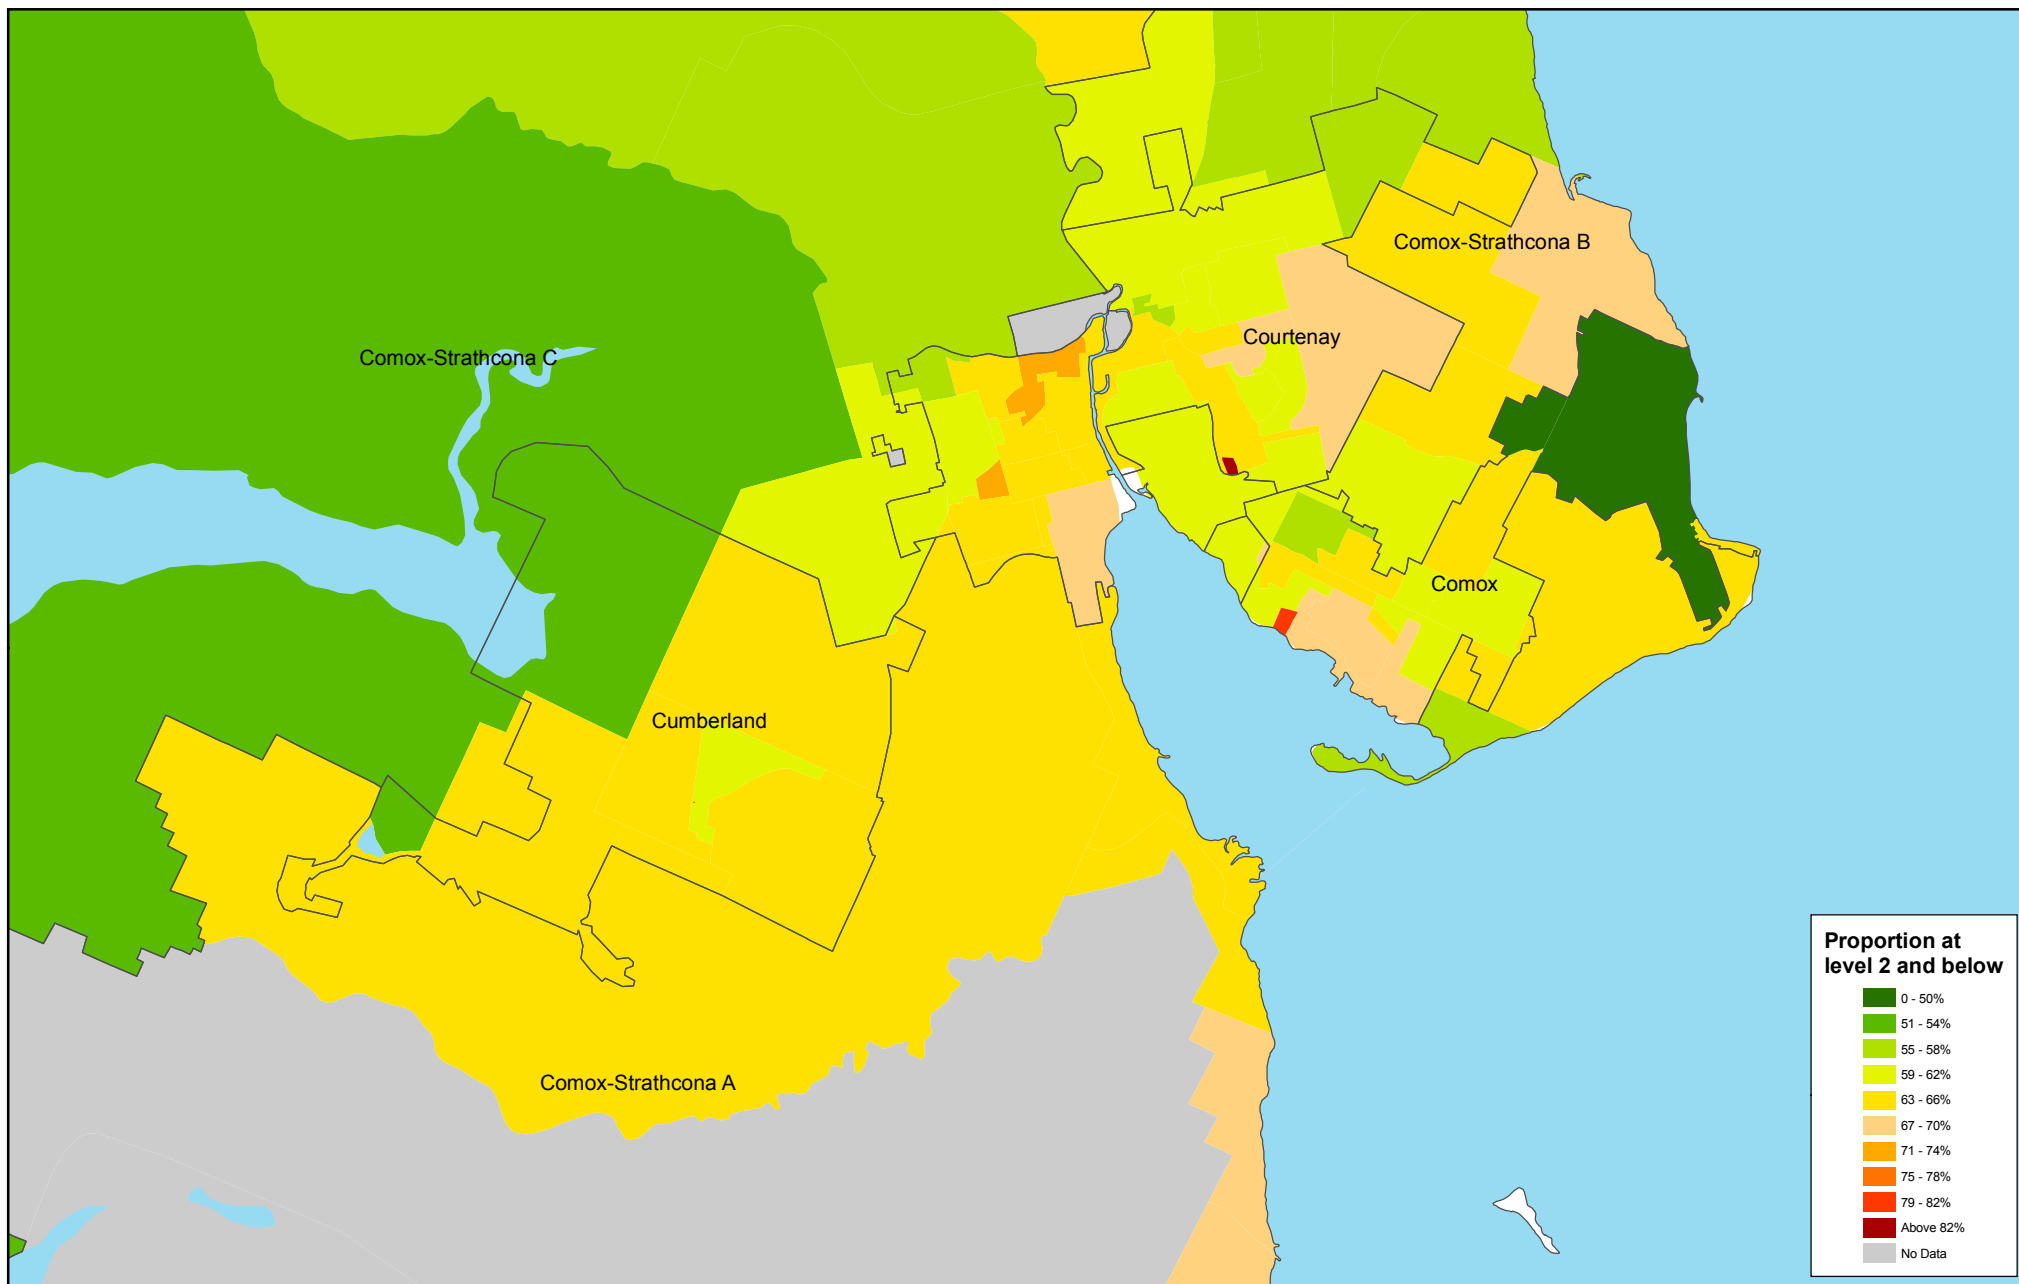 Comox-Strathcona B
Courtenay
Comox-Strathcona C
Comox
Cumberland
Comox-Strathcona A
Proportion at
level 2 and below
0 - 50%
51 - 54%
55 - 58%
59 - 62%
63 - 66%
67 - 70%
71 - 74%
75 - 78%
79 - 82%
Above 82%
No Data